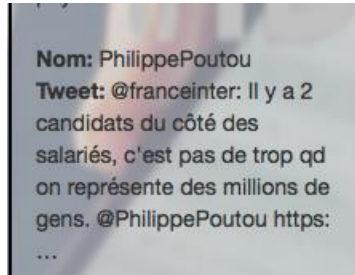 Nom: PhilippePoutou
Tweet: @franceinter: Il y a 2
candidats du côté des
salariés, c'est pas de trop qd
on représente des millions de
gens. @PhilippePoutou https:
...